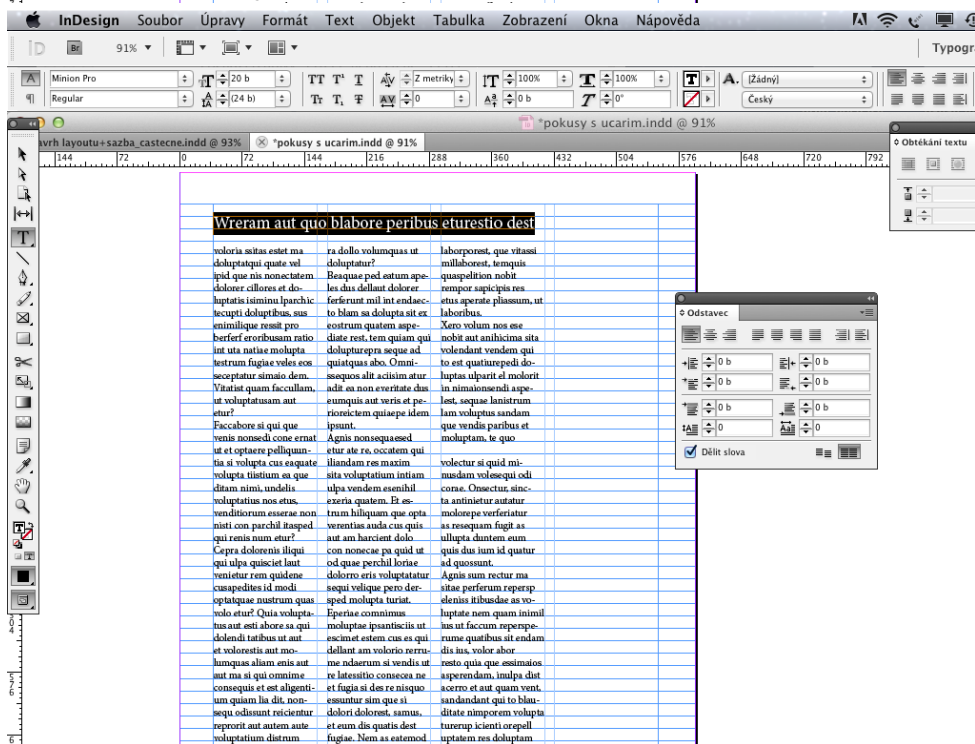 InDesign Soubor Úpravy Formát Text Objekt Tabulka Zobrazení Okna Nápověda
Br 91% Typogra
A Minion Pro 20 b TT T¹ T Z metriky 100% 100% T A. [Žádný]
Regular (24 b) Tr T, T 0 0 b 0° Český
*pokusy s ucarim.indd @ 91%
avrh layoutu+sazba_castecne.indd @ 93% *pokusy s ucarim.indd @ 91%
Obtékání textu
144 72 0 72 144 216 288 360 432 504 576 648 720 792
Wreram aut quo blabore peribus eturestio dest
voloria ssitas estet ma
doluptatqui quate vel
ipid que nis nonectatem
dolorer cillores et do-
luptatis isiminu lparchic
tecupti doluptibus, sus
enimilique ressit pro
berferf eroribusam ratio
int uta natiae molupta
testrum fugiae veles eos
seceptatur simaio dem.
Vitatist quam faccullam,
ut voluptatusam aut
etur?
Faccabore si qui que
venis nonsedi cone ernat
ut et optaere pelliquun-
tia si volupta cus eaquate
volupta tiistium ea que
ditam nimi, undelis
voluptatius nos etus,
venditiorum esserae non
nisti con parchil itasped
qui renis num etur?
Cepra dolorenis iliqui
qui ulpa quisciet laut
venietur rem quidene
cusapedites id modi
optatquae nustrum quas
volo etur? Quia volupta-
tus aut esti abore sa qui
dolendi tatibus ut aut
et volorestis aut mo-
lumquas aliam enis aut
aut ma si qui omnime
consequis et est aligenti-
um quiam lia dit, non-
sequ odissunt reicientur
reprorit aut autem aute
voluptatium distrum
ra dollo volumquas ut
doluptatur?
Beaquae ped eatum ape-
les dus dellaut dolorer
ferferunt mil int endaec-
to blam sa dolupta sit ex
eostrum quatem aspe-
diate rest, tem quiam qui
dolupturepra seque ad
quiatquas abo. Omni-
ssequos alit aciisim atur
adit ea non everitate dus
eumquis aut veris et pe-
rioreictem quiaepe idem
ipsunt.
Agnis nonsequaesed
etur ate re, occatem qui
iliandam res maxim
sita voluptatium intiam
ulpa vendem esenihil
exeria quatem. Et es-
trum hiliquam que opta
verentias auda cus quis
aut am harcient dolo
con nonecae pa quid ut
od quae perchil loriae
dolorro eris voluptatatur
sequi velique pero der-
sped molupta turiat.
Eperiae comnimus
moluptae ipsantisciis ut
escimet estem cus es qui
dellant am volorio rerru-
me ndaerum si vendis ut
re latessitio consecea ne
et fugia si des re nisquo
essuntur sim que si
dolori dolorest, samus,
et eum dis quatis dest
fugiae. Nem as eatemod
laborporest, que vitassi
millaborest, temquis
quaspelition nobit
rempor sapicipis res
etus aperate pliassum, ut
laboribus.
Xero volum nos ese
nobit aut anihicima sita
volendant vendem qui
to est quatiurepedi do-
luptas ulparit el molorit
in nimaionsendi aspe-
lest, sequae lanistrum
lam voluptus sandam
que vendis paribus et
moluptam, te quo
volectur si quid mi-
nusdam volesequi odi
corae. Onsectur, sinc-
ta antinietur autatur
molorepe verferiatur
as resequam fugit as
ullupta duntem eum
quis dus ium id quatur
ad quossunt.
Agnis sum rectur ma
sitae perferum repersp
eleniss itibusdae as vo-
luptate nem quam inimil
ius ut faccum reperspe-
rume quatibus sit endam
dis ius, volor abor
resto quia que essimaios
asperendam, inulpa dist
acerro et aut quam vent,
sandandant qui to blau-
ditate nimporem volupta
turerup icienti orepell
uptatem res doluptam
Odstavec
0 b 0 b
0 b 0 b
0 b 0 b
0 0
Dělit slova